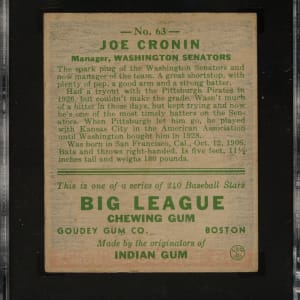 — No. 63 —
JOE CRONIN
Manager, WASHINGTON SENATORS
The spark plug of the Washington Senators and
now manager of the team. A great shortstop, with
plenty of pep, a good arm and a strong batter.
Had a tryout with the Pittsburgh Pirates in
1926, but couldn't make the grade. Wasn't much
of a hitter in those days, but kept trying and now
he's one of the most timely batters on the Sena-
tors. When Pittsburgh let him go, he played
with Kansas City in the American Association
until Washington bought him in 1928.
Was born in San Francisco, Cal., Oct. 12, 1906.
Bats and throws right-handed. Is five feet, 11½
inches tall and weighs 180 pounds.
This is one of a series of 240 Baseball Stars
BIG LEAGUE
CHEWING GUM
GOUDEY GUM CO. BOSTON
Made by the originators of
INDIAN GUM